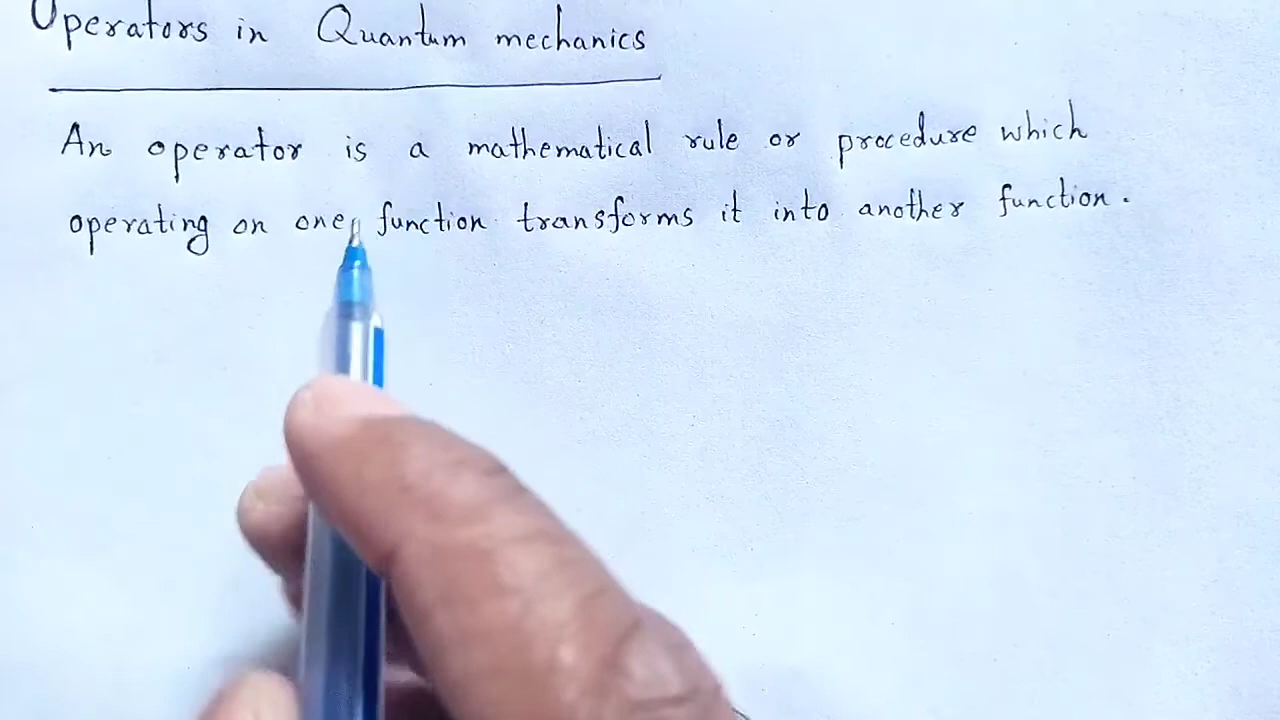 Operators in Quantum mechanics
An operator is a mathematical rule or procedure which
operating on one function transforms it into another function.